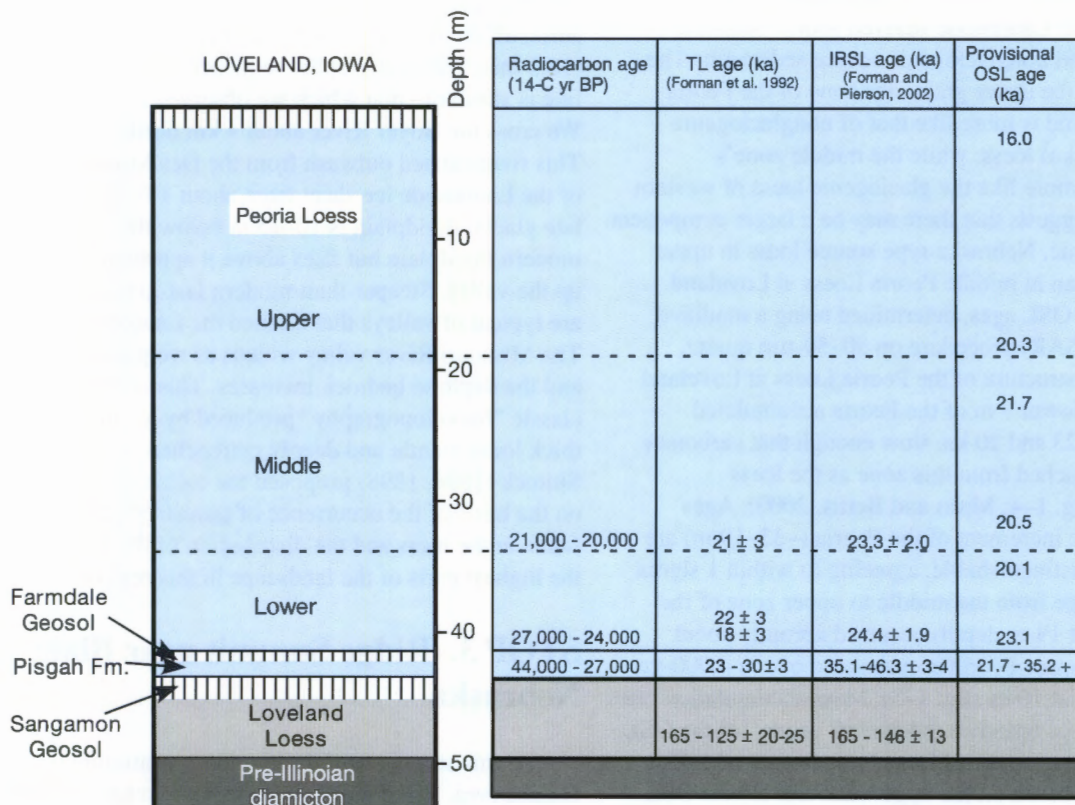 LOVELAND, IOWA
Depth (m)
Radiocarbon age
(14-C yr BP)
TL age (ka)
(Forman et al. 1992)
IRSL age (ka)
(Forman and
Pierson, 2002)
Provisional
OSL age
(ka)
Peoria Loess
Upper
Middle
Lower
10
20
30
40
50
16.0
20.3
21.7
20.5
21,000 - 20,000
21 ± 3
23.3 ± 2.0
20.1
22 ± 3
27,000 - 24,000
18 ± 3
24.4 ± 1.9
23.1
44,000 - 27,000
23 - 30 ± 3
35.1-46.3 ± 3-4
21.7 - 35.2 +
165 - 125 ± 20-25
165 - 146 ± 13
Farmdale
Geosol
Pisgah Fm.
Sangamon
Geosol
Loveland
Loess
Pre-Illinoian
diamicton